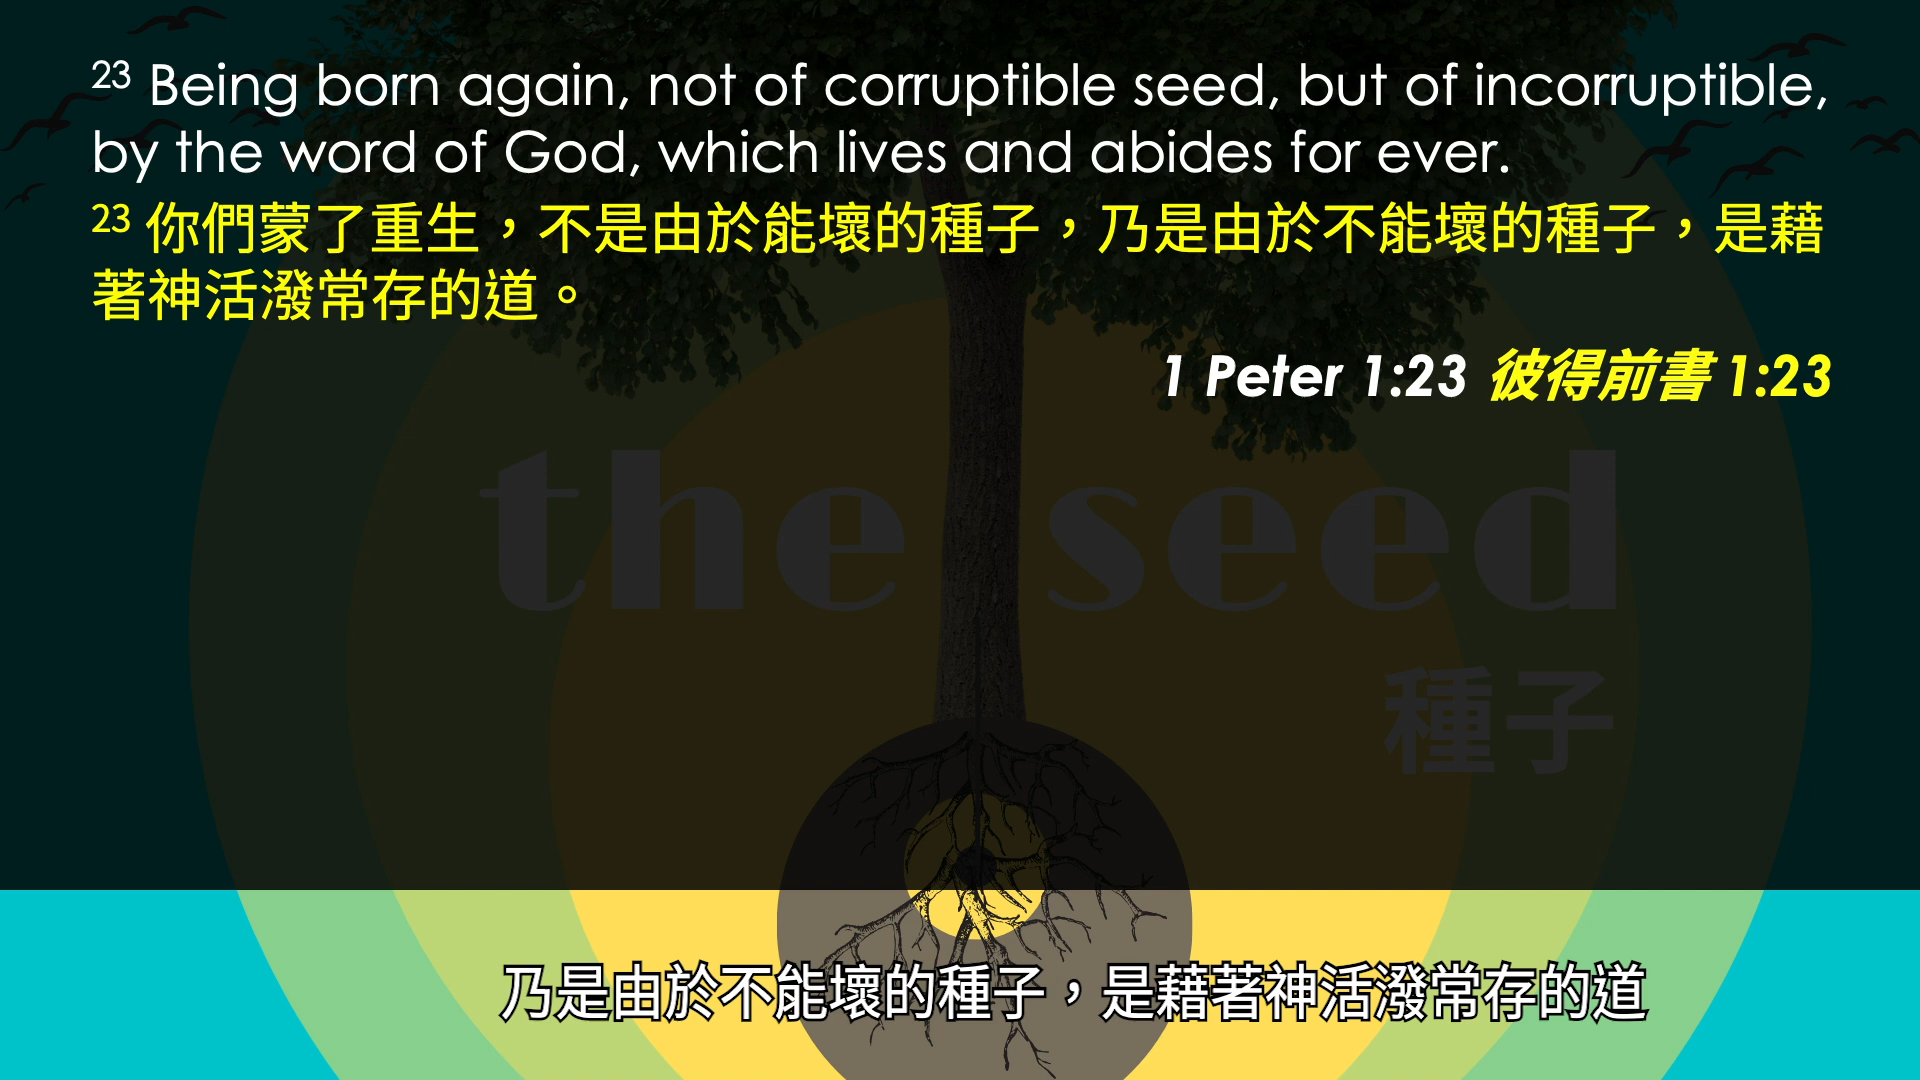 23 Being born again, not of corruptible seed, but of incorruptible,
by the word of God, which lives and abides for ever.
23 你們蒙了重生，不是由於能壞的種子，乃是由於不能壞的種子，是藉
著神活潑常存的道。
1 Peter 1:23 彼得前書 1:23
the seed
種子
乃是由於不能壞的種子，是藉著神活潑常存的道